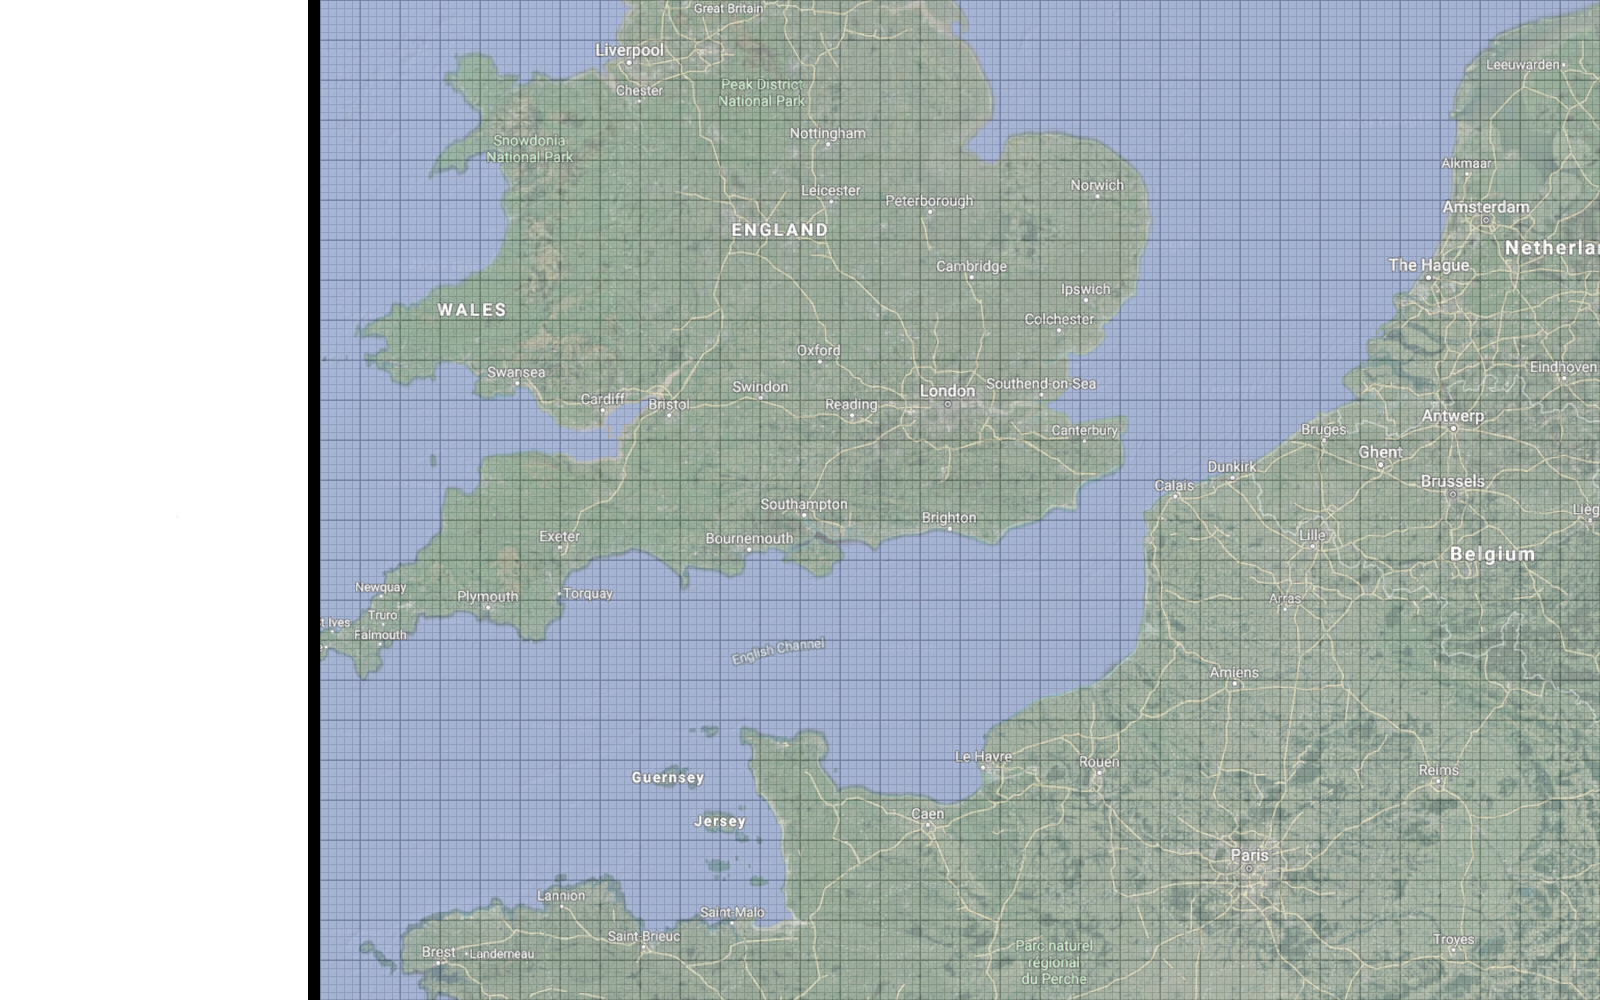 Great Britain
Liverpool
Leeuwarden
Chester
Peak District
National Park
Nottingham
Snowdonia
National Park
Alkmaar
Leicester
Norwich
Peterborough
Amsterdam
ENGLAND
Netherlan
Cambridge
The Hague
Ipswich
WALES
Colchester
Oxford
Eindhoven
Swansea
Swindon
London
Southend-on-Sea
Cardiff
Bristol
Reading
Antwerp
Canterbury
Bruges
Ghent
Dunkirk
Brussels
Calais
Southampton
Brighton
Lièg
Exeter
Bournemouth
Lille
Belgium
Newquay
Plymouth
Torquay
Arras
Truro
t Ives
Falmouth
English Channel
Amiens
Le Havre
Rouen
Guernsey
Reims
Jersey
Caen
Paris
Lannion
Saint-Malo
Saint-Brieuc
Troyes
Brest
Landerneau
Parc naturel
régional
du Perche